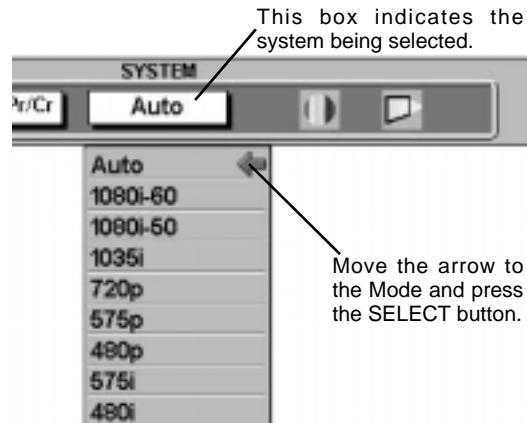 This box indicates the
system being selected.
SYSTEM
Pr/Cr
Auto
Auto
1080i-60
1080i-50
1035i
720p
575p
480p
575i
480i
Move the arrow to
the Mode and press
the SELECT button.